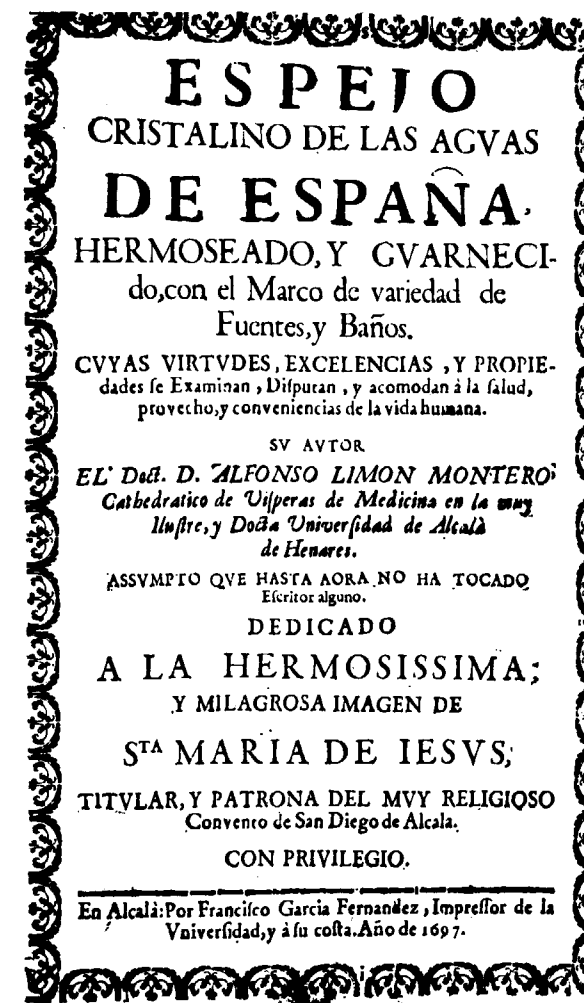 ESPEJO
CRISTALINO DE LAS AGVAS
DE ESPAÑA,
HERMOSEADO, Y GVARNECI-
do, con el Marco de variedad de
Fuentes, y Baños.
CVYAS VIRTVDES, EXCELENCIAS, Y PROPIE-
dades ſe Examinan, Diſputan, y acomodan à la ſalud,
provecho, y conveniencias de la vida humana.
SV AVTOR
EL Doct. D. ALFONSO LIMON MONTERO,
Cathedratico de Viſperas de Medicina en la muy
Iluſtre, y Docta Univerſidad de Alcalà
de Henares.
ASSVMPTO QVE HASTA AORA NO HA TOCADO
Eſcritor alguno.
DEDICADO
A LA HERMOSISSIMA;
Y MILAGROSA IMAGEN DE
STA MARIA DE IESVS,
TITVLAR, Y PATRONA DEL MVY RELIGIOSO
Convento de San Diego de Alcala.
CON PRIVILEGIO.
En Alcalà: Por Franciſco Garcia Fernandez, Impreſſor de la
Vniverſidad, y à ſu coſta. Año de 1697.